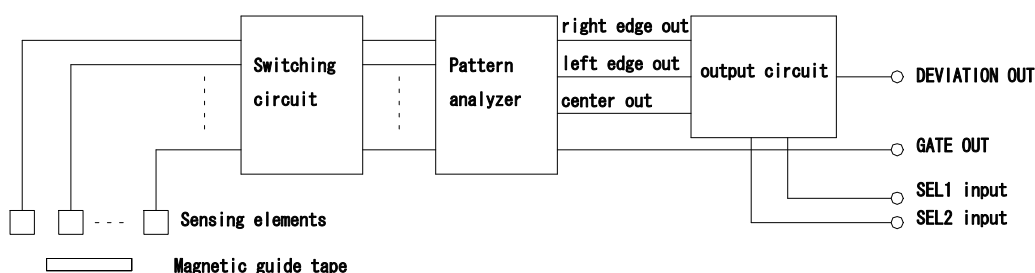 right edge out
Switching
circuit
Pattern
analyzer
left edge out
center out
output circuit
DEVIATION OUT
GATE OUT
SEL1 input
SEL2 input
Sensing elements
Magnetic guide tape